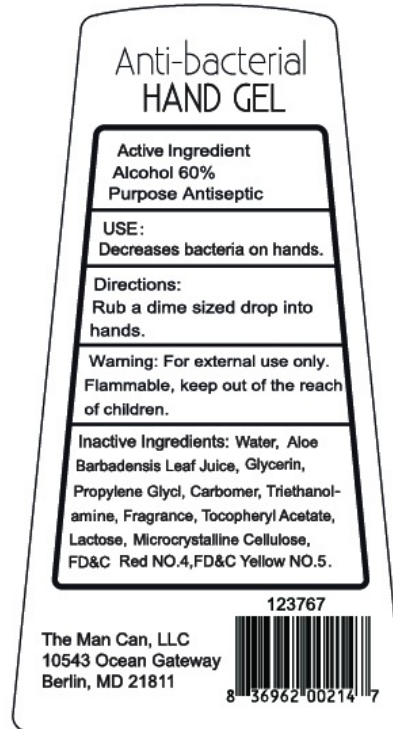 Anti-bacterial
HAND GEL
Active Ingredient
Alcohol 60%
Purpose Antiseptic
USE:
Decreases bacteria on hands.
Directions:
Rub a dime sized drop into
hands.
Warning: For external use only.
Flammable, keep out of the reach
of children.
Inactive Ingredients: Water, Aloe
Barbadensis Leaf Juice, Glycerin,
Propylene Glycl, Carbomer, Triethanol-
amine, Fragrance, Tocopheryl Acetate,
Lactose, Microcrystalline Cellulose,
FD&C Red NO.4,FD&C Yellow NO.5.
123767
The Man Can, LLC
10543 Ocean Gateway
Berlin, MD 21811
8 36962 00214 7